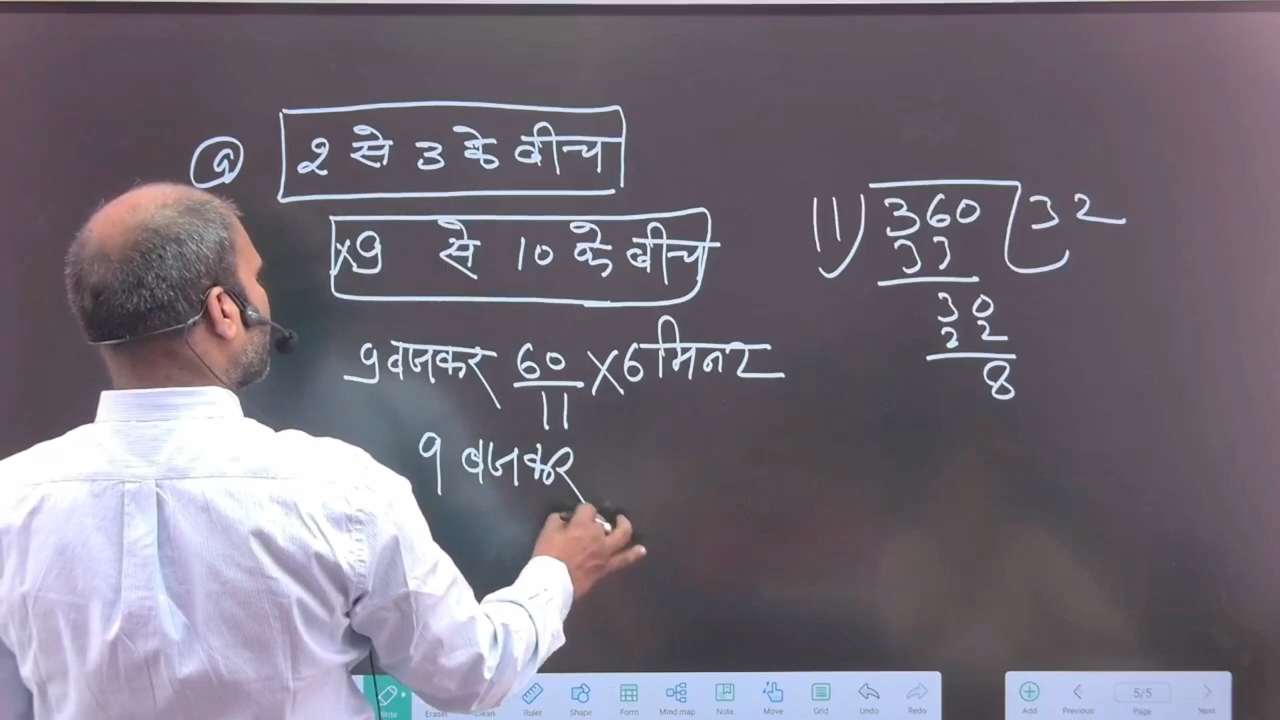 @ 2 से 3 के बीच
×9 से 10 के बीच
9 बजकर 60/11 ×6 मिनट
9 बजकर
11) 360 (32
33
30
22
8
Write
Eraser
Clean
Ruler
Shape
Form
Mind map
Note
Move
Grid
Undo
Redo
Add
Previous
5/5
Page
Next